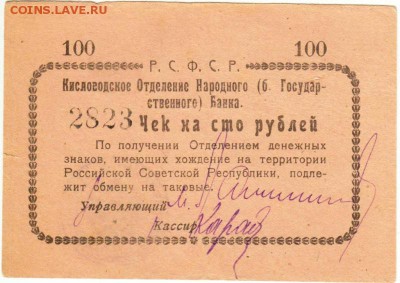 COINS.LAVE.RU
100 100
Р. С. Ф. С. Р.
Кисловодское Отделение Народного (б. Государ-
ственного) Банка.
2823 Чек на сто рублей
По получении Отделением денежных
знаков, имеющих хождение на территории
Российской Советской Республики, подле-
жит обмену на таковые.
Управляющий
Кассир